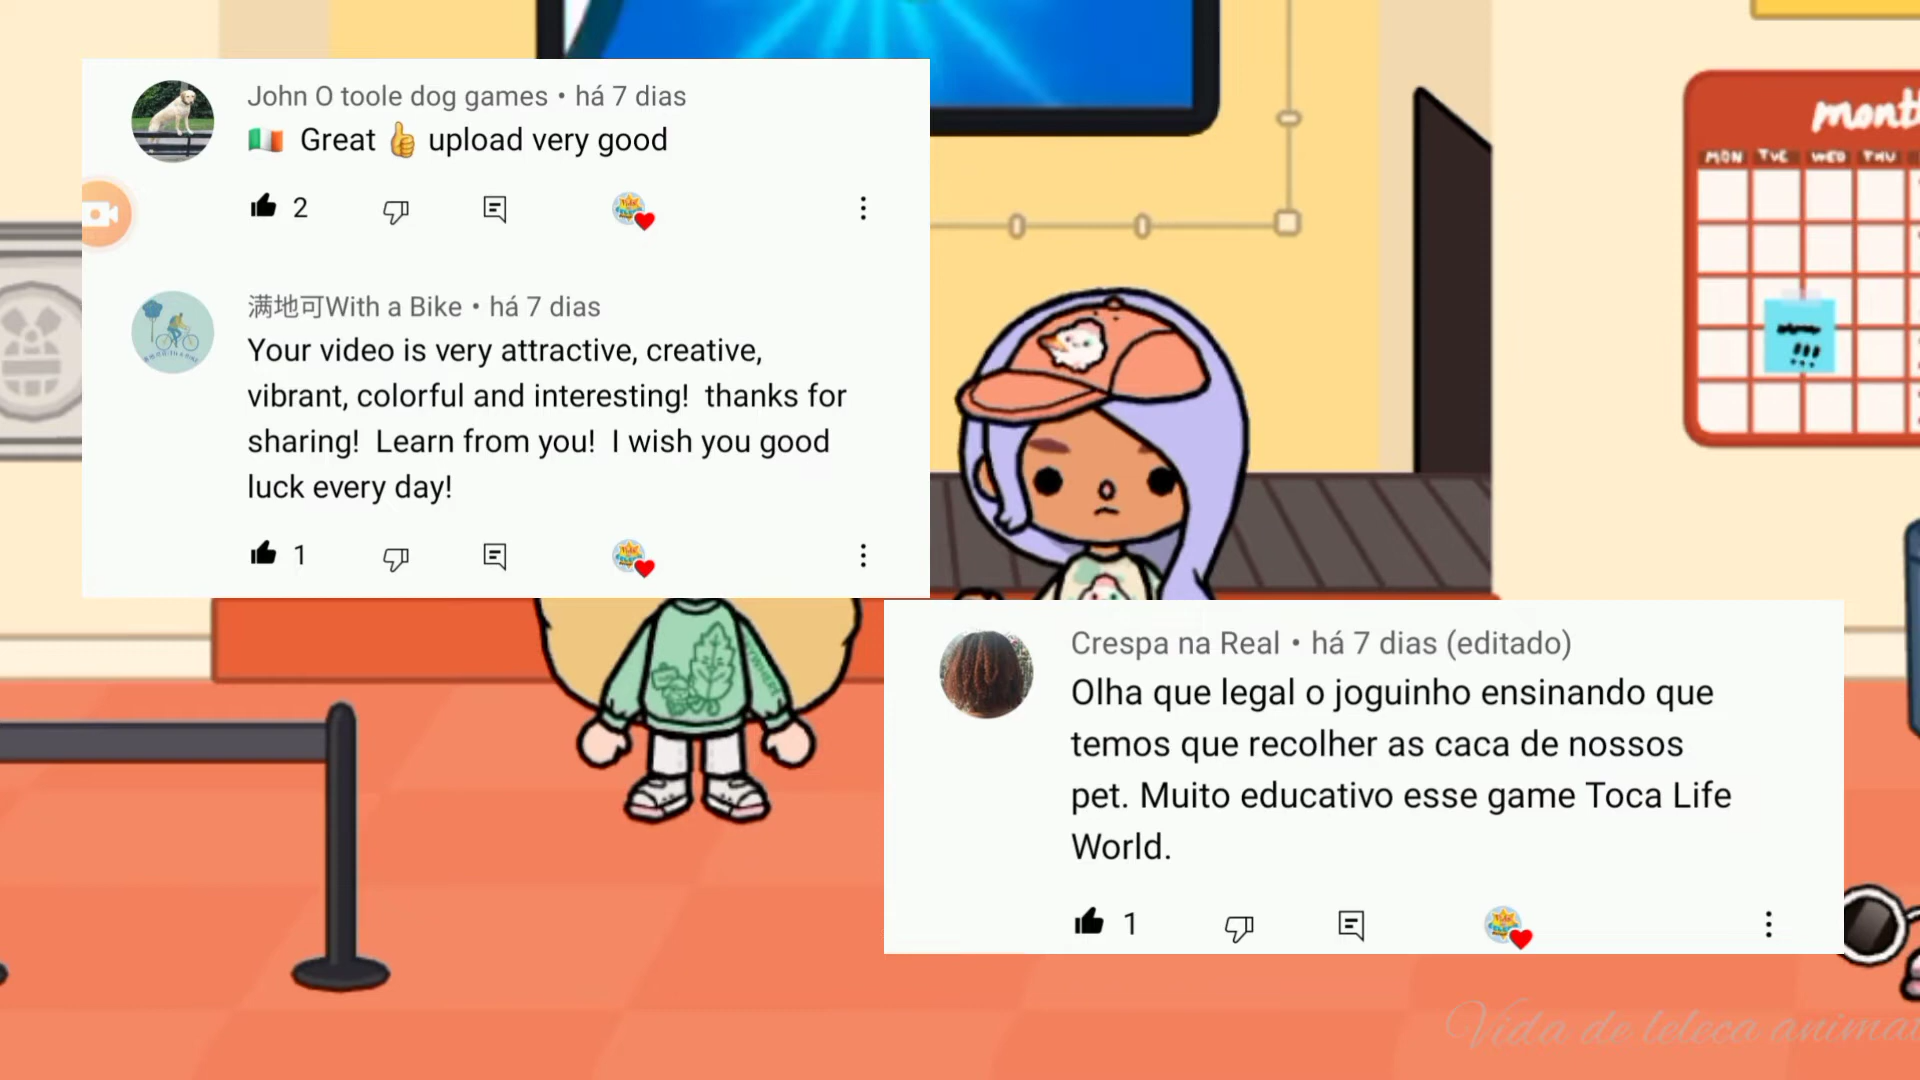 John O toole dog games • há 7 dias
🇮🇪 Great 👍 upload very good
2
满地可With a Bike • há 7 dias
Your video is very attractive, creative,
vibrant, colorful and interesting! thanks for
sharing! Learn from you! I wish you good
luck every day!
1
MON TUE WED THU
Crespa na Real • há 7 dias (editado)
Olha que legal o joguinho ensinando que
temos que recolher as caca de nossos
pet. Muito educativo esse game Toca Life
World.
1
Vida de leleca